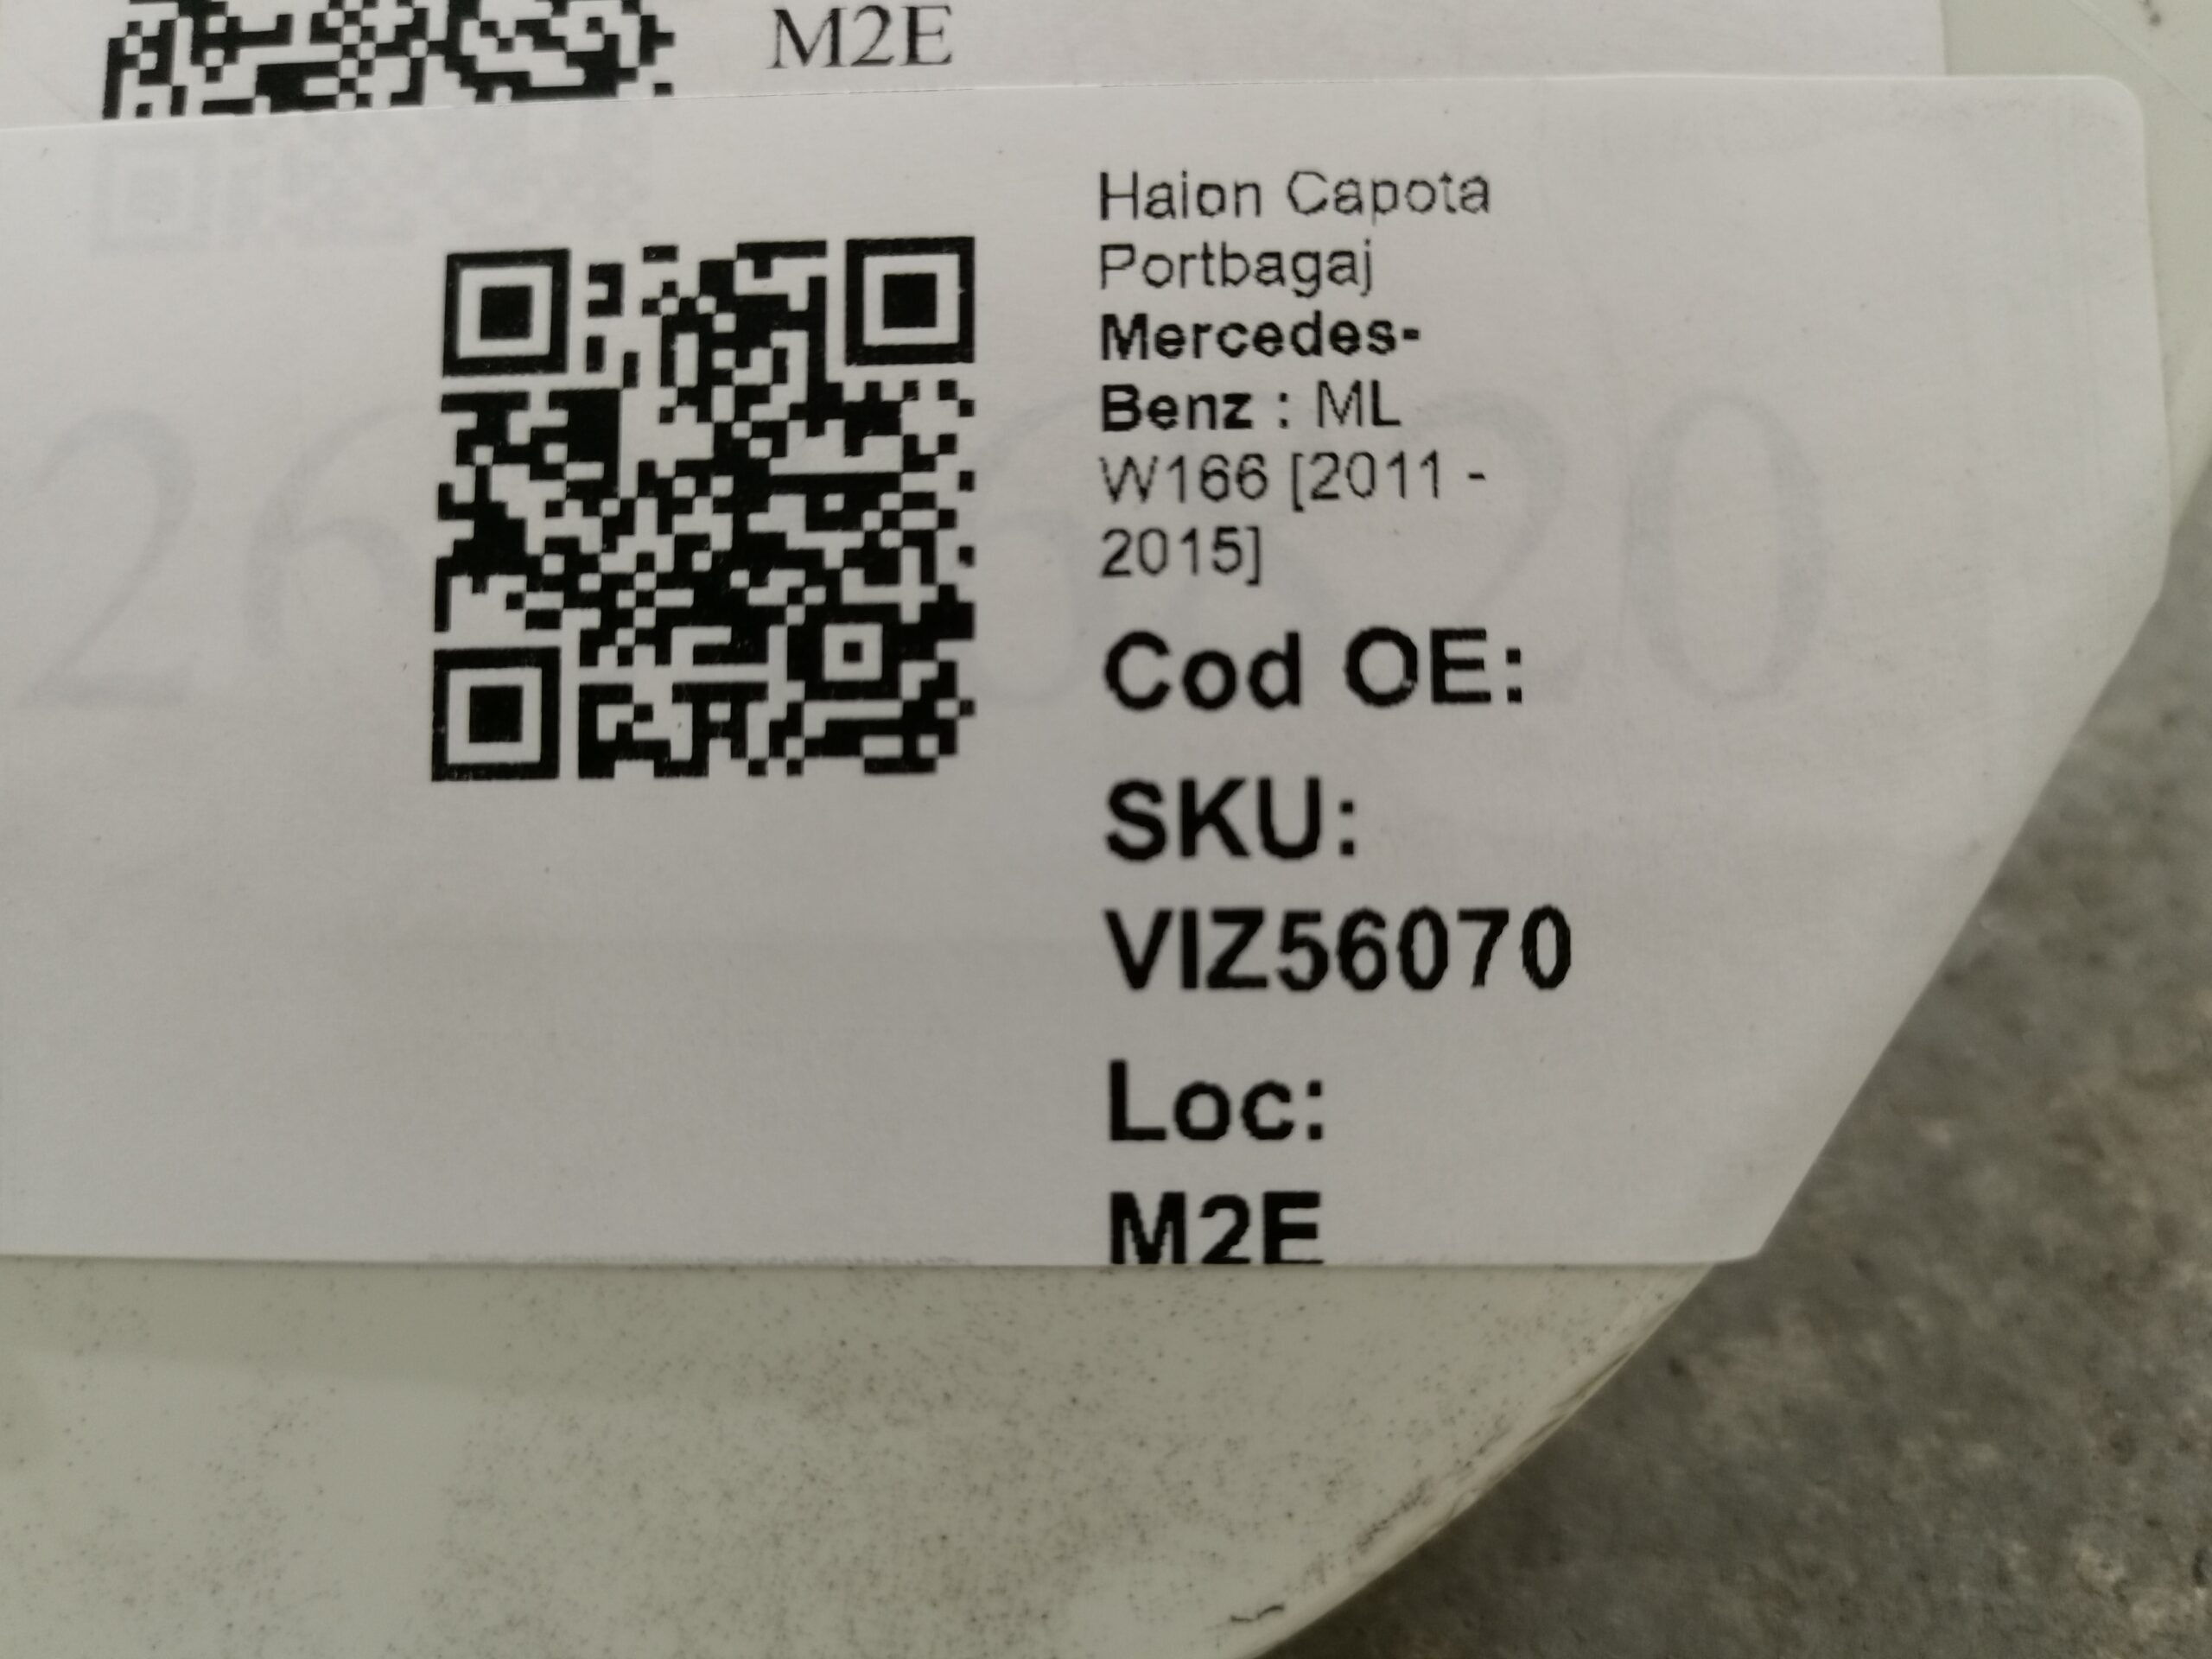 M2E
Haion Capota
Portbagaj
Mercedes-
Benz : ML
W166 [2011 -
2015]
Cod OE:
SKU:
VIZ56070
Loc:
M2E